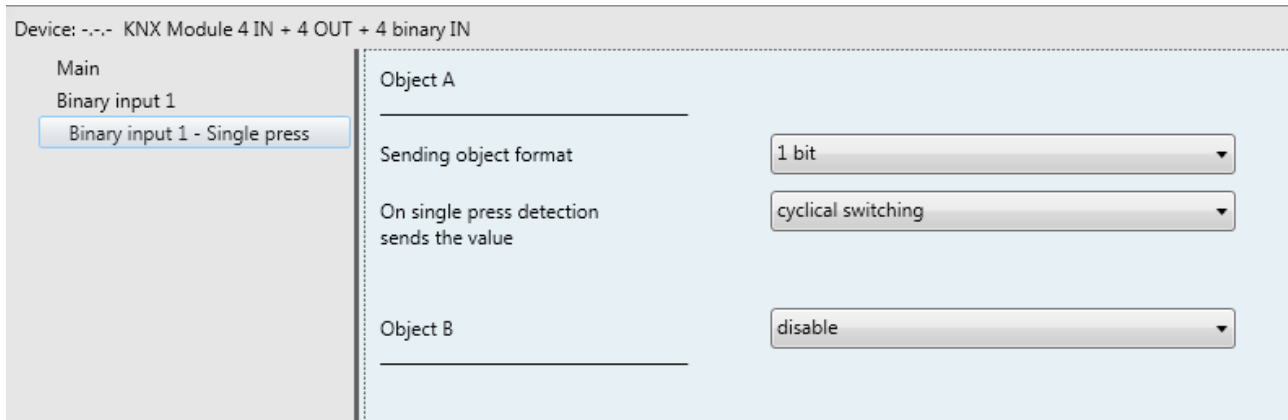 Device: -.-.- KNX Module 4 IN + 4 OUT + 4 binary IN
Main
Binary input 1
Binary input 1 - Single press
Object A
Sending object format
1 bit
On single press detection
sends the value
cyclical switching
Object B
disable